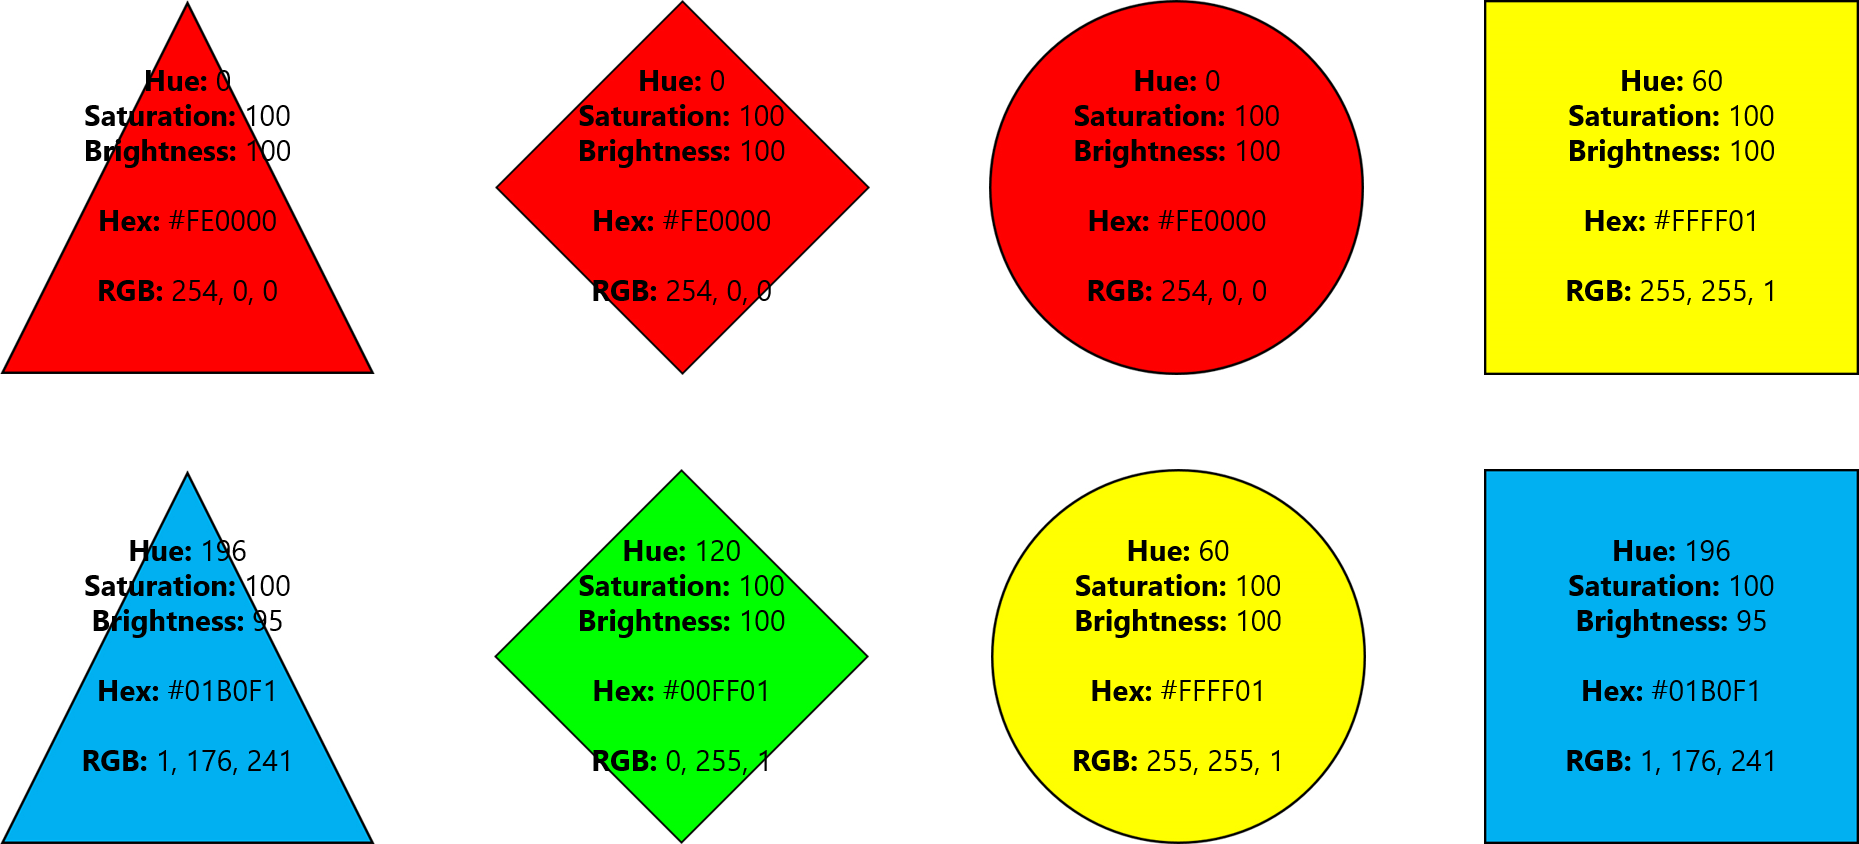 Hue: 0
Saturation: 100
Brightness: 100
Hex: #FE0000
RGB: 254, 0, 0
Hue: 0
Saturation: 100
Brightness: 100
Hex: #FE0000
RGB: 254, 0, 0
Hue: 0
Saturation: 100
Brightness: 100
Hex: #FE0000
RGB: 254, 0, 0
Hue: 60
Saturation: 100
Brightness: 100
Hex: #FFFF01
RGB: 255, 255, 1
Hue: 196
Saturation: 100
Brightness: 95
Hex: #01B0F1
RGB: 1, 176, 241
Hue: 120
Saturation: 100
Brightness: 100
Hex: #00FF01
RGB: 0, 255, 1
Hue: 60
Saturation: 100
Brightness: 100
Hex: #FFFF01
RGB: 255, 255, 1
Hue: 196
Saturation: 100
Brightness: 95
Hex: #01B0F1
RGB: 1, 176, 241